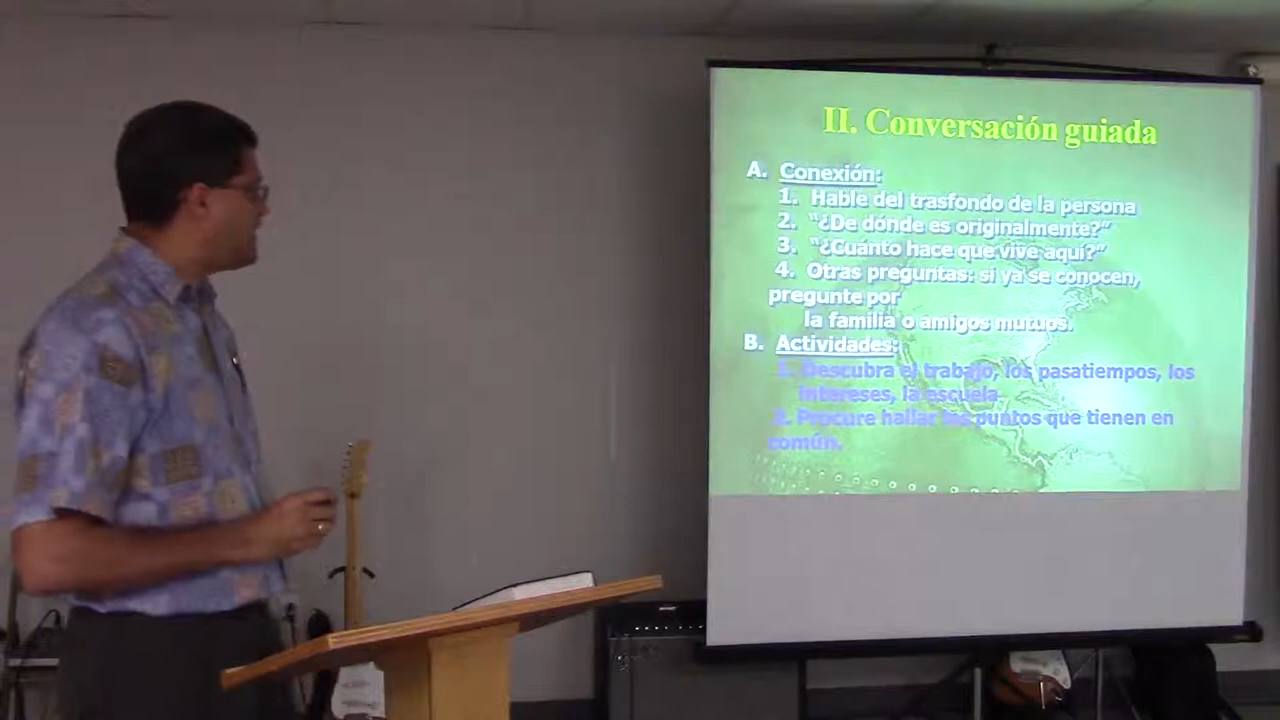 II. Conversación guiada
A. Conexión:
1. Hable del trasfondo de la persona
2. "¿De dónde es originalmente?"
3. "¿Cuánto hace que vive aquí?"
4. Otras preguntas: si ya se conocen,
pregunte por
la familia o amigos mutuos.
B. Actividades:
1. Descubra el trabajo, los pasatiempos, los
intereses, la escuela
2. Procure hallar los puntos que tienen en
común.